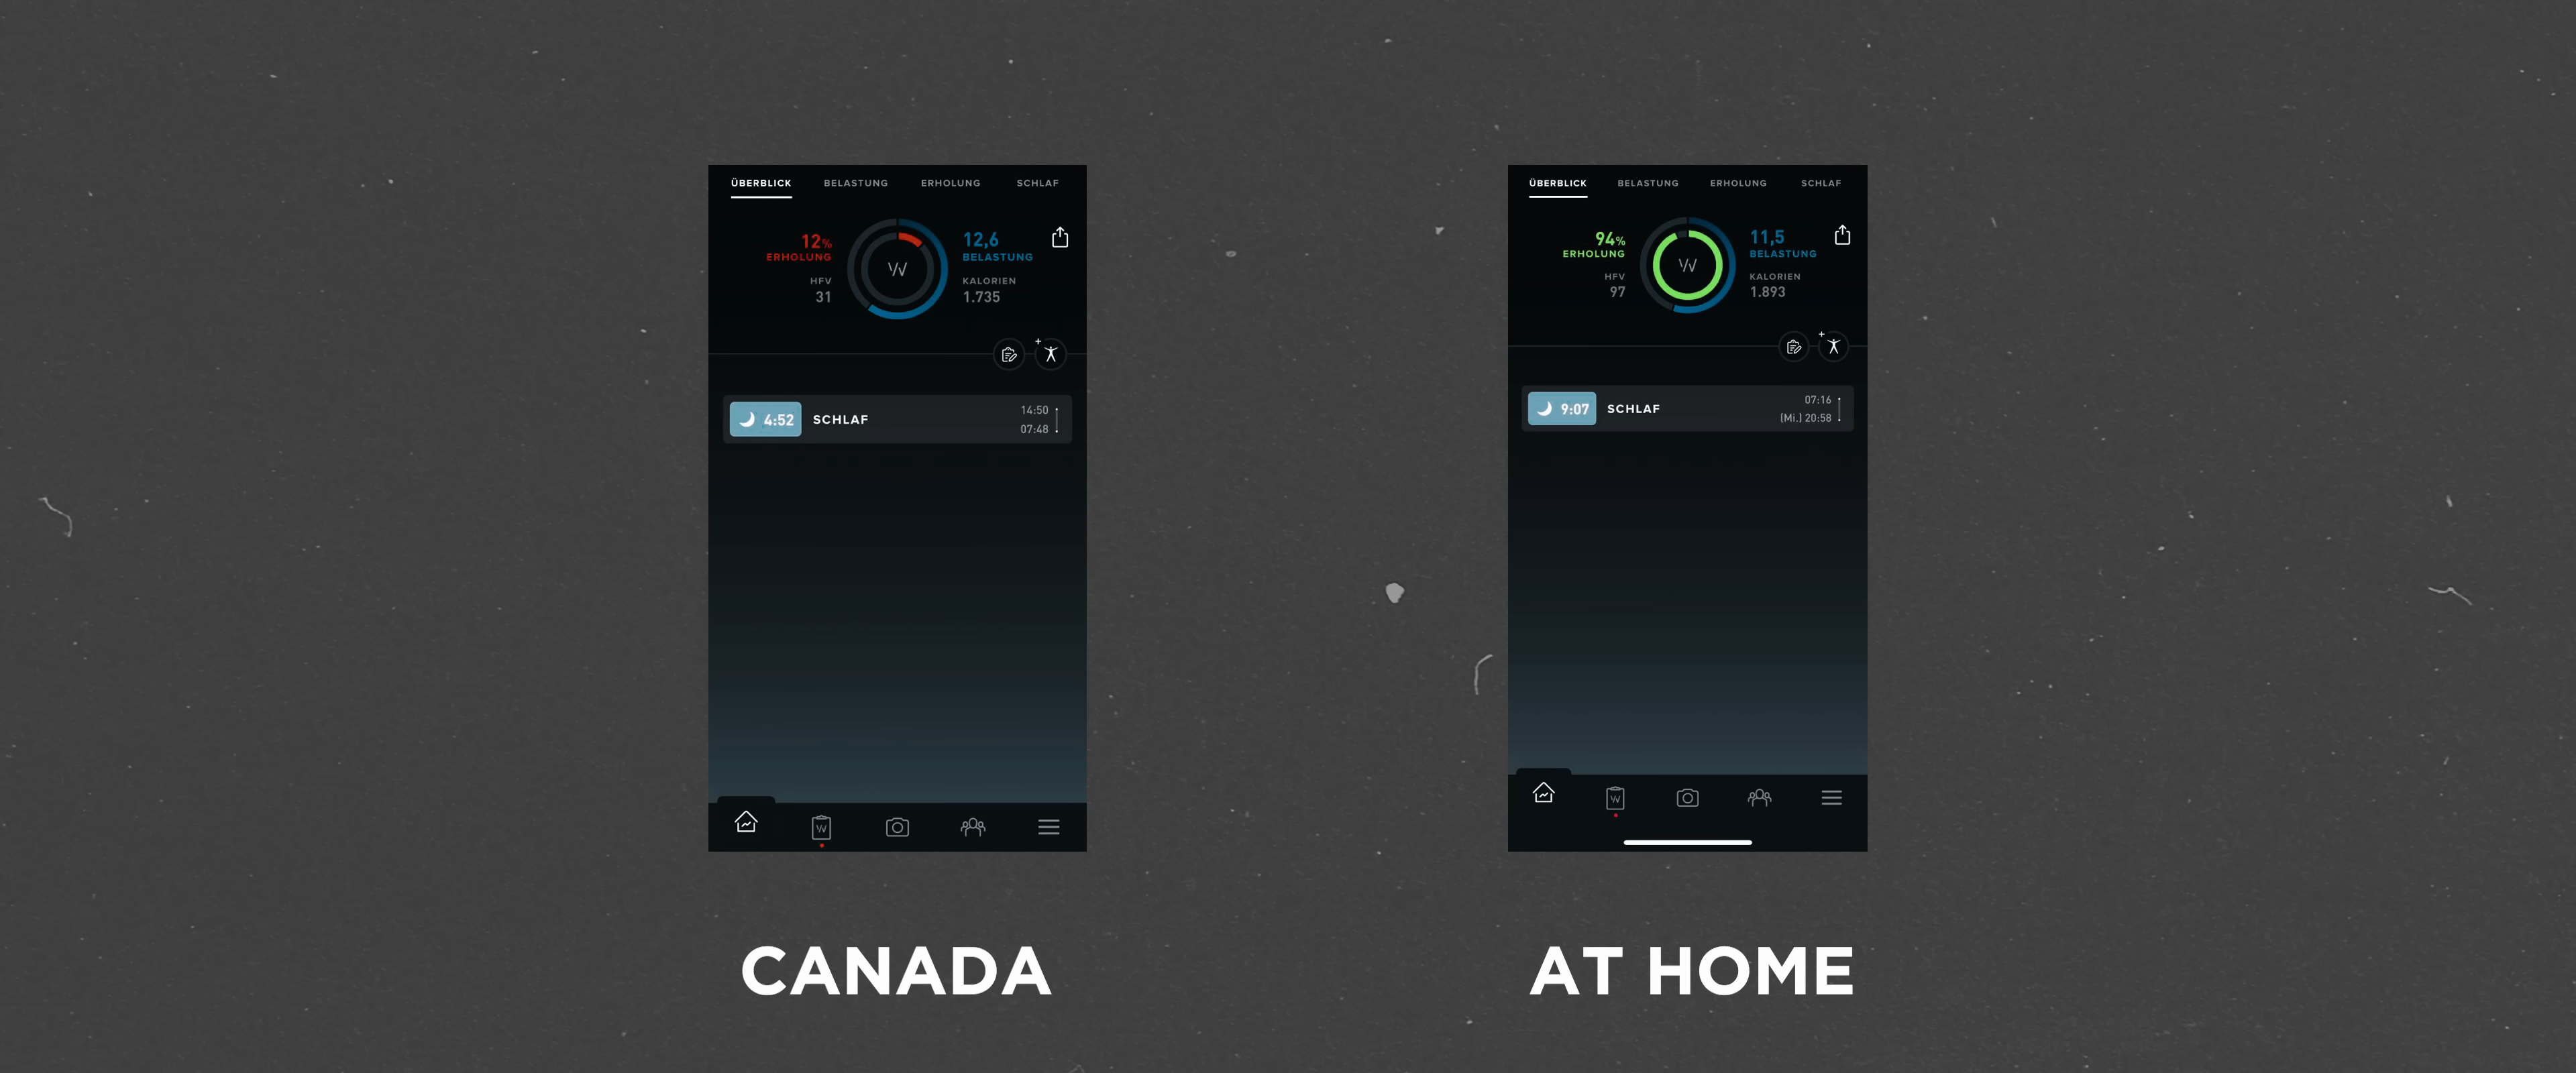 ÜBERBLICK BELASTUNG ERHOLUNG SCHLAF
12%
ERHOLUNG
HFV
31
12,6
BELASTUNG
KALORIEN
1.735
4:52 SCHLAF
14:50
07:48
CANADA
ÜBERBLICK BELASTUNG ERHOLUNG SCHLAF
94%
ERHOLUNG
HFV
97
11,5
BELASTUNG
KALORIEN
1.893
9:07 SCHLAF
07:16
[Mi.] 20:58
AT HOME